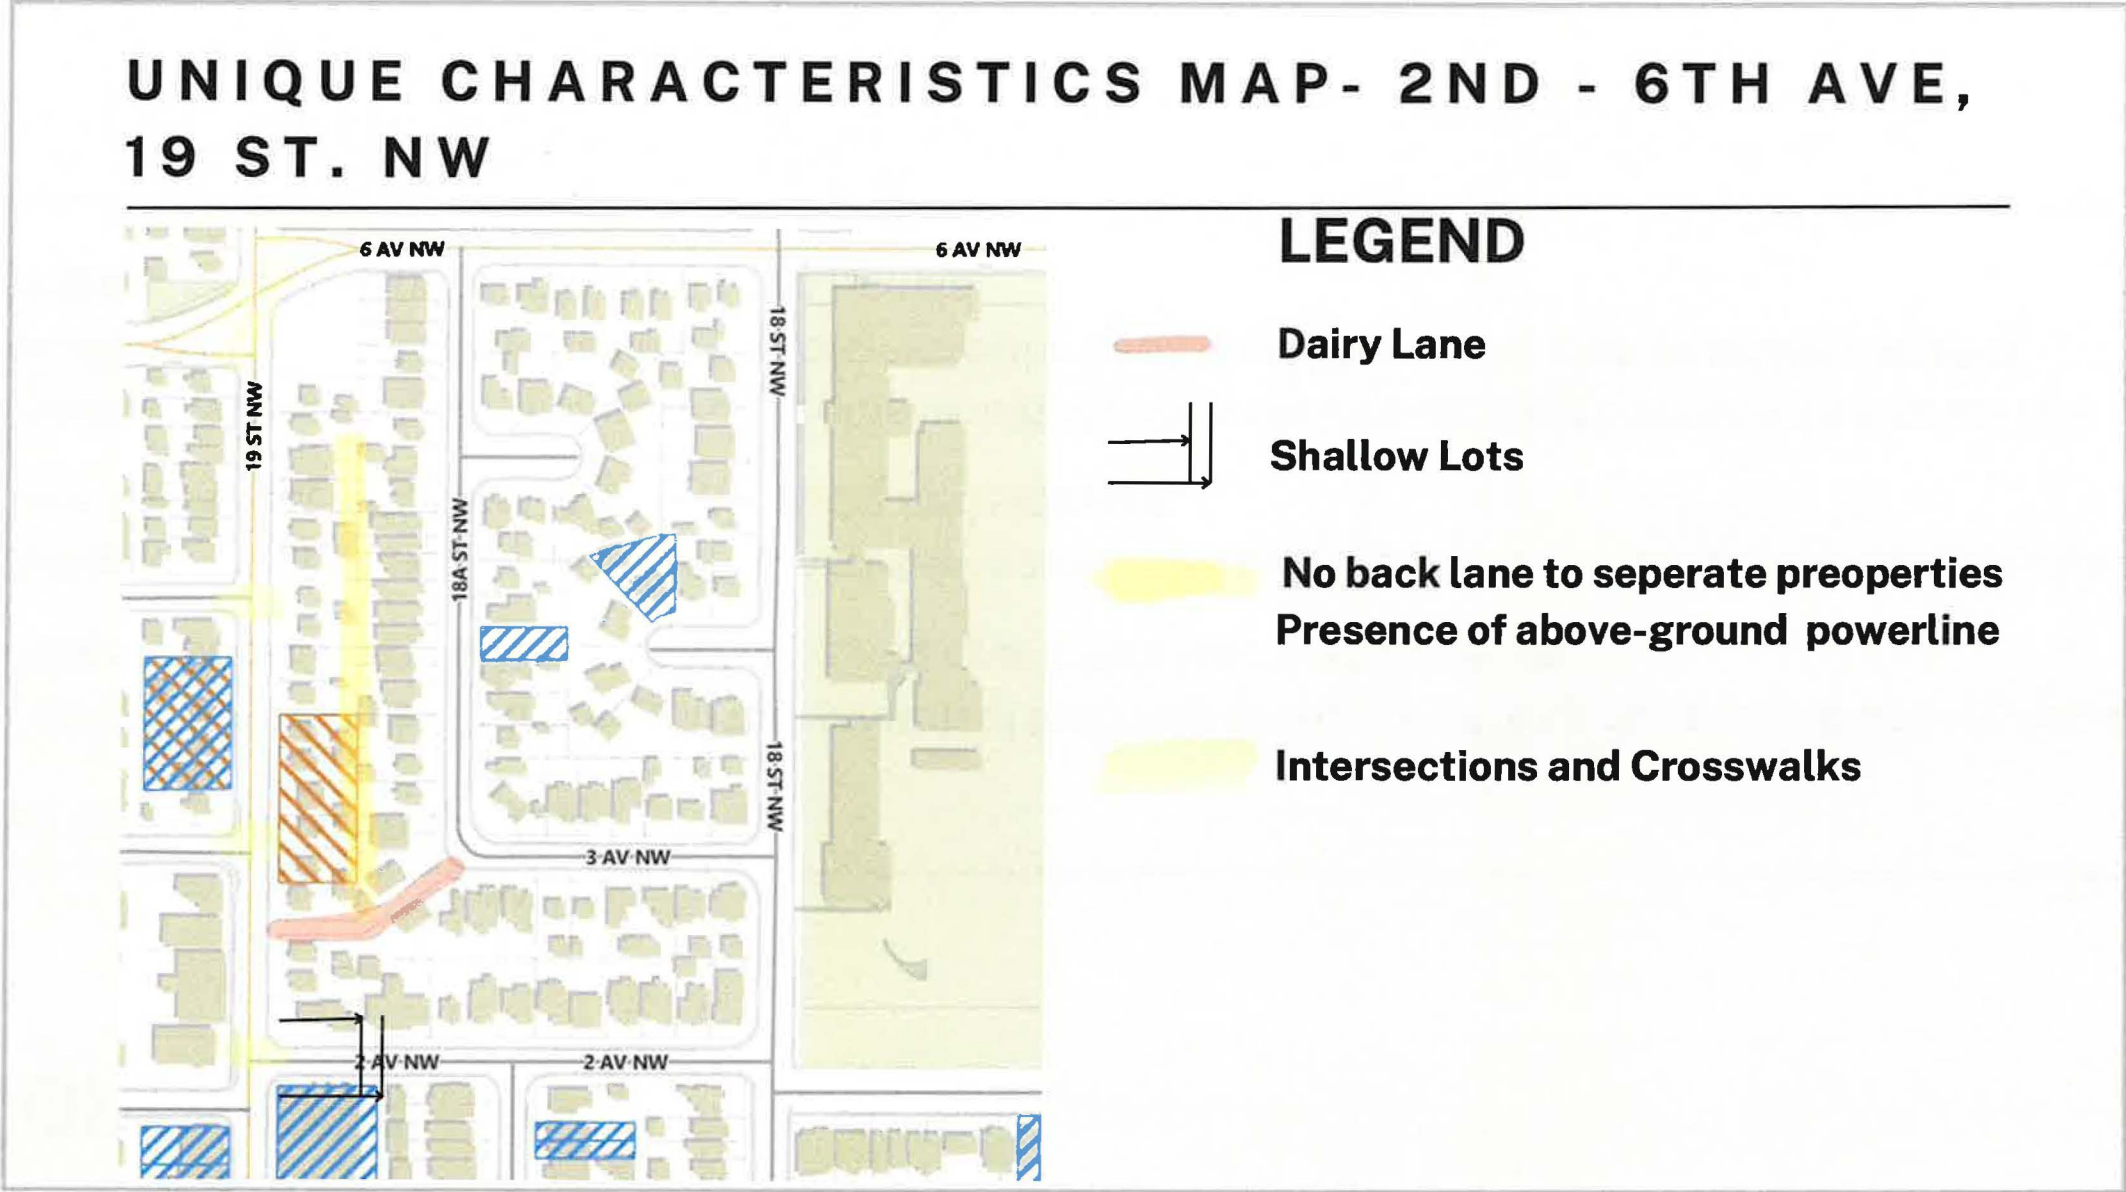 UNIQUE CHARACTERISTICS MAP- 2ND - 6TH AVE,
19 ST. NW
6 AV NW
6 AV NW
LEGEND
18 ST NW
Dairy Lane
19 ST NW
Shallow Lots
18A ST NW
No back lane to seperate preoperties
Presence of above-ground powerline
18 ST NW
Intersections and Crosswalks
3 AV NW
2 AV NW
2 AV NW